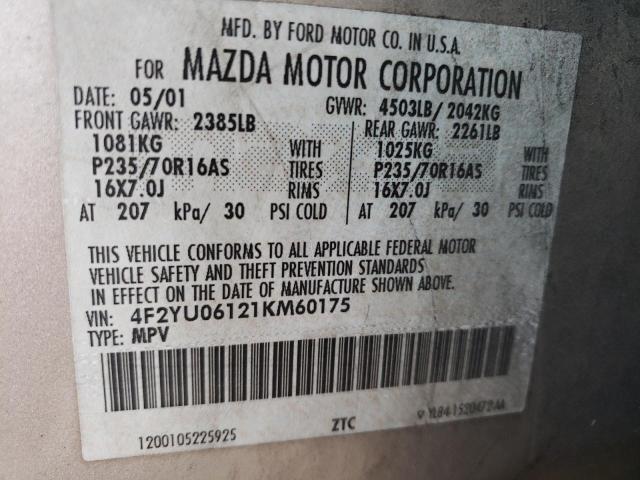 MFD. BY FORD MOTOR CO. IN U.S.A.
FOR MAZDA MOTOR CORPORATION
DATE: 05/01 GVWR: 4503LB/ 2042KG
FRONT GAWR: 2385LB REAR GAWR: 2261LB
1081KG WITH 1025KG WITH
P235/70R16AS TIRES P235/70R16AS TIRES
16X7.0J RIMS 16X7.0J RIMS
AT 207 kPa/ 30 PSI COLD AT 207 kPa/ 30 PSI COLD
THIS VEHICLE CONFORMS TO ALL APPLICABLE FEDERAL MOTOR
VEHICLE SAFETY AND THEFT PREVENTION STANDARDS
IN EFFECT ON THE DATE OF MANUFACTURE SHOWN ABOVE.
VIN: 4F2YU06121KM60175
TYPE: MPV
1200105225925 ZTC